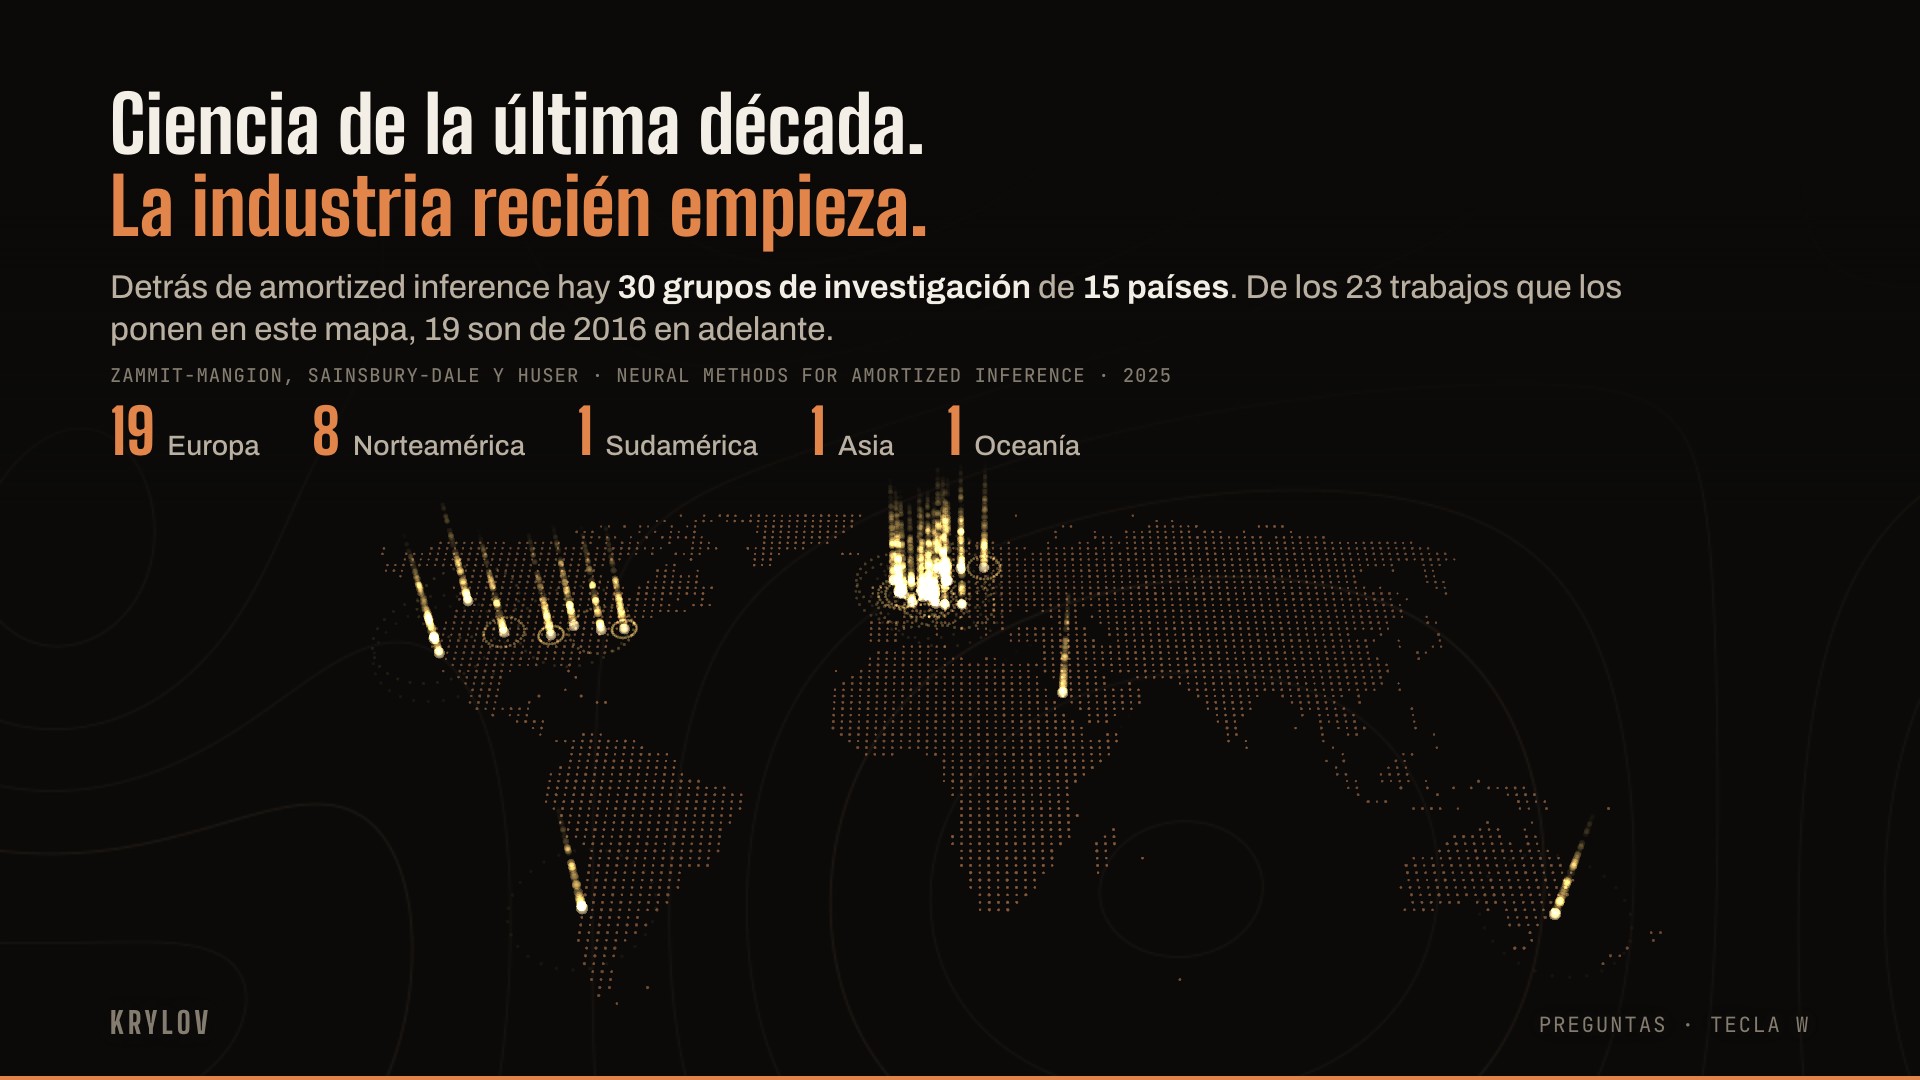 Ciencia de la última década.
La industria recién empieza.
Detrás de amortized inference hay 30 grupos de investigación de 15 países. De los 23 trabajos que los
ponen en este mapa, 19 son de 2016 en adelante.
ZAMMIT-MANGION, SAINSBURY-DALE Y HUSER · NEURAL METHODS FOR AMORTIZED INFERENCE · 2025
19 Europa 8 Norteamérica 1 Sudamérica 1 Asia 1 Oceanía
KRYLOV
PREGUNTAS · TECLA W